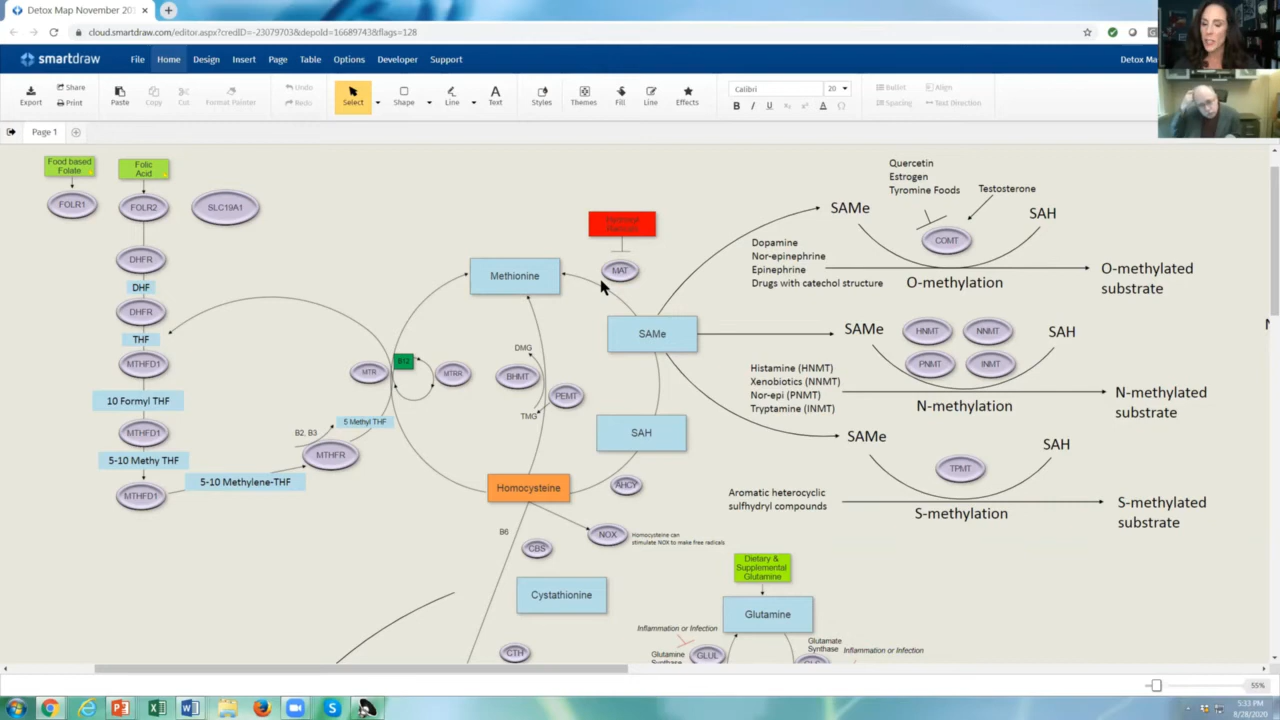 Detox Map November 201
cloud.smartdraw.com/editor.aspx?credID=-23079703&depoId=16689743&flags=128
smartdraw
File
Home
Design
Insert
Page
Table
Options
Developer
Support
Detox Ma
Export
Share
Print
Paste
Copy
Cut
Format Painter
Undo
Redo
Select
Shape
Line
Text
Styles
Themes
Fill
Line
Effects
Calibri
20
B
I
U
Bullet
Align
Spacing
Text Direction
Page 1
Food based
Folate
Folic
Acid
FOLR1
FOLR2
SLC19A1
DHFR
DHF
DHFR
THF
MTHFD1
10 Formyl THF
MTHFD1
5-10 Methy THF
MTHFD1
5-10 Methylene-THF
B2, B3
MTHFR
5 Methyl THF
MTR
B12
MTRR
Methionine
DMG
BHMT
PEMT
TMG
MAT
SAMe
SAH
AHCY
Homocysteine
B6
NOX
Homocysteine can
stimulate NOX to make free radicals
CBS
Cystathionine
CTH
Quercetin
Estrogen
Tyromine Foods
Testosterone
SAMe
SAH
COMT
Dopamine
Nor-epinephrine
Epinephrine
Drugs with catechol structure
O-methylation
O-methylated
substrate
SAMe
HNMT
NNMT
PNMT
INMT
SAH
Histamine (HNMT)
Xenobiotics (NNMT)
Nor-epi (PNMT)
Tryptamine (INMT)
N-methylation
N-methylated
substrate
SAMe
SAH
TPMT
Aromatic heterocyclic
sulfhydryl compounds
S-methylation
S-methylated
substrate
Dietary &
Supplemental
Glutamine
Glutamine
Inflammation or Infection
Glutamine
Synthase
GLUL
Glutamate
Synthase
Inflammation or Infection
55%
5:33 PM
8/28/2020